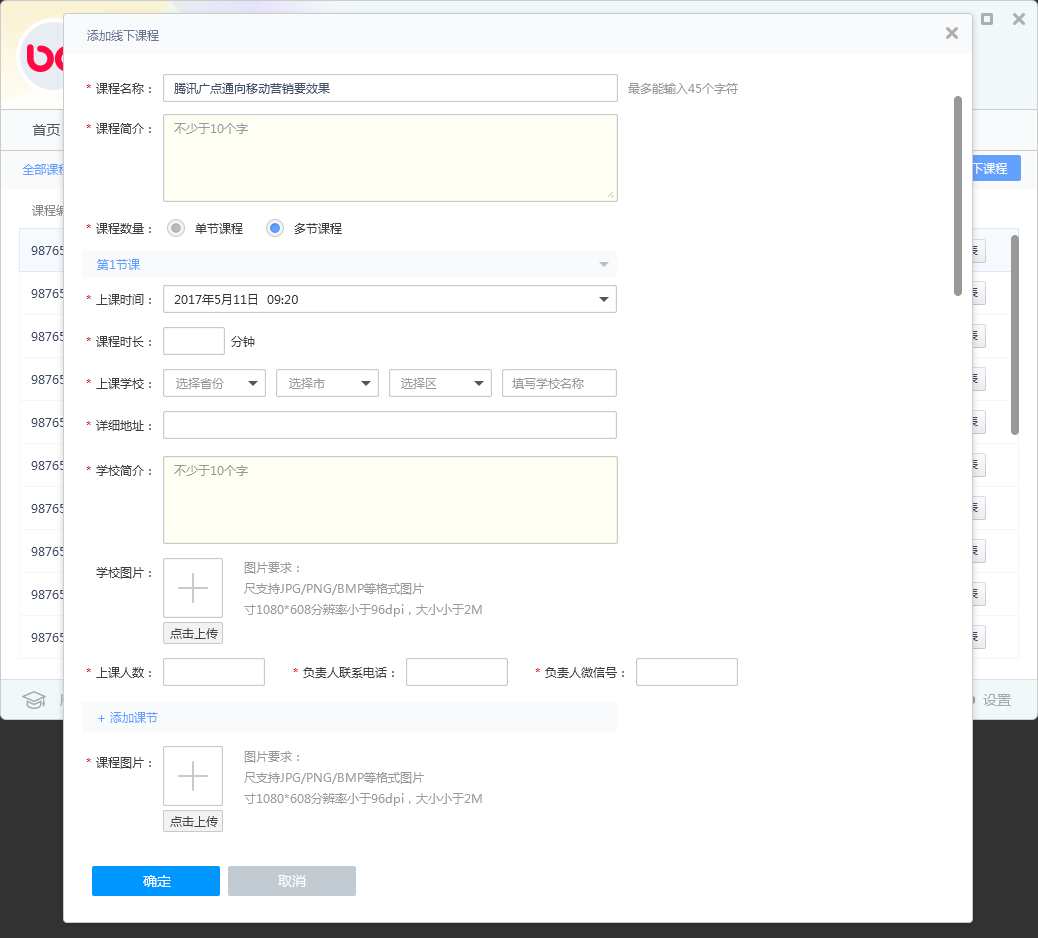 添加线下课程
* 课程名称： 腾讯广点通向移动营销要效果 最多能输入45个字符
首页
* 课程简介： 不少于10个字
全部课程
下课程
课程编
* 课程数量： 单节课程 多节课程
98765
第1节课
98765
* 上课时间： 2017年5月11日 09:20
98765
* 课程时长： 分钟
98765
* 上课学校： 选择省份 选择市 选择区 填写学校名称
98765
* 详细地址：
98765
* 学校简介： 不少于10个字
98765
98765
学校图片： 图片要求：
尺支持JPG/PNG/BMP等格式图片
98765
寸1080*608分辨率小于96dpi，大小小于2M
点击上传
98765
* 上课人数： * 负责人联系电话： * 负责人微信号：
设置
+ 添加课节
* 课程图片： 图片要求：
尺支持JPG/PNG/BMP等格式图片
寸1080*608分辨率小于96dpi，大小小于2M
点击上传
确定 取消